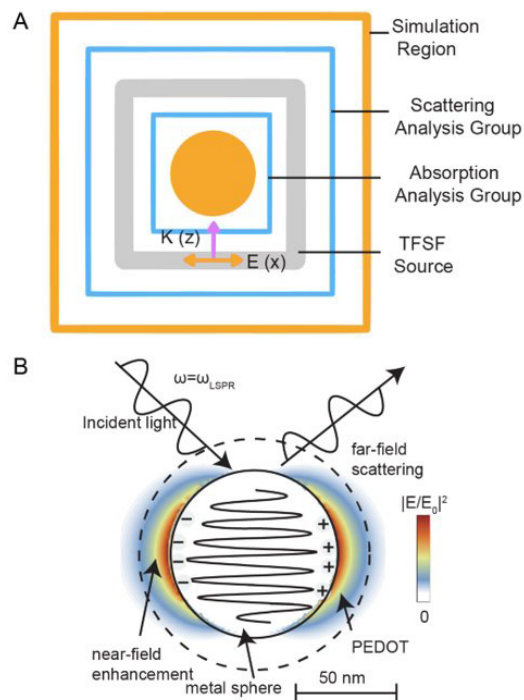 A
Simulation
Region
Scattering
Analysis Group
Absorption
Analysis Group
TFSF
Source
K (z)
E (x)
B
ω=ω_LSPR
Incident light
far-field
scattering
|E/E₀|²
0
− − − −
+ + + +
near-field
enhancement
metal sphere
PEDOT
50 nm